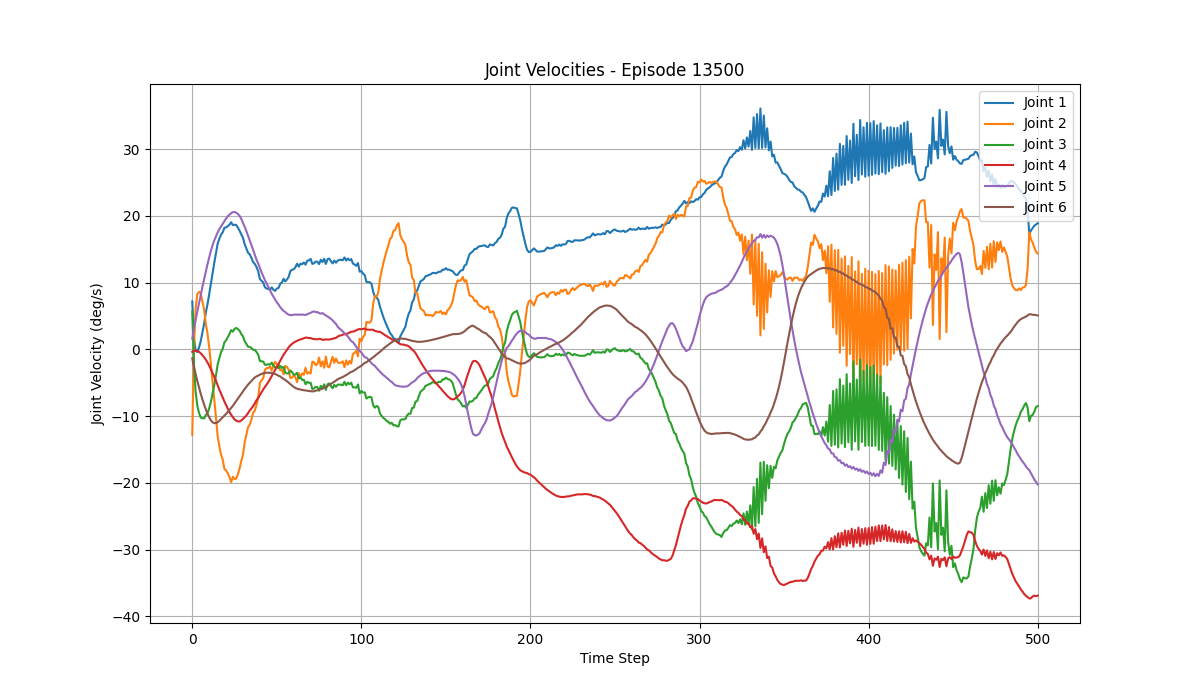 Joint Velocities - Episode 13500
Joint Velocity (deg/s)
30
20
10
0
−10
−20
−30
−40
Joint 1
Joint 2
Joint 3
Joint 4
Joint 5
Joint 6
0
100
200
300
400
500
Time Step